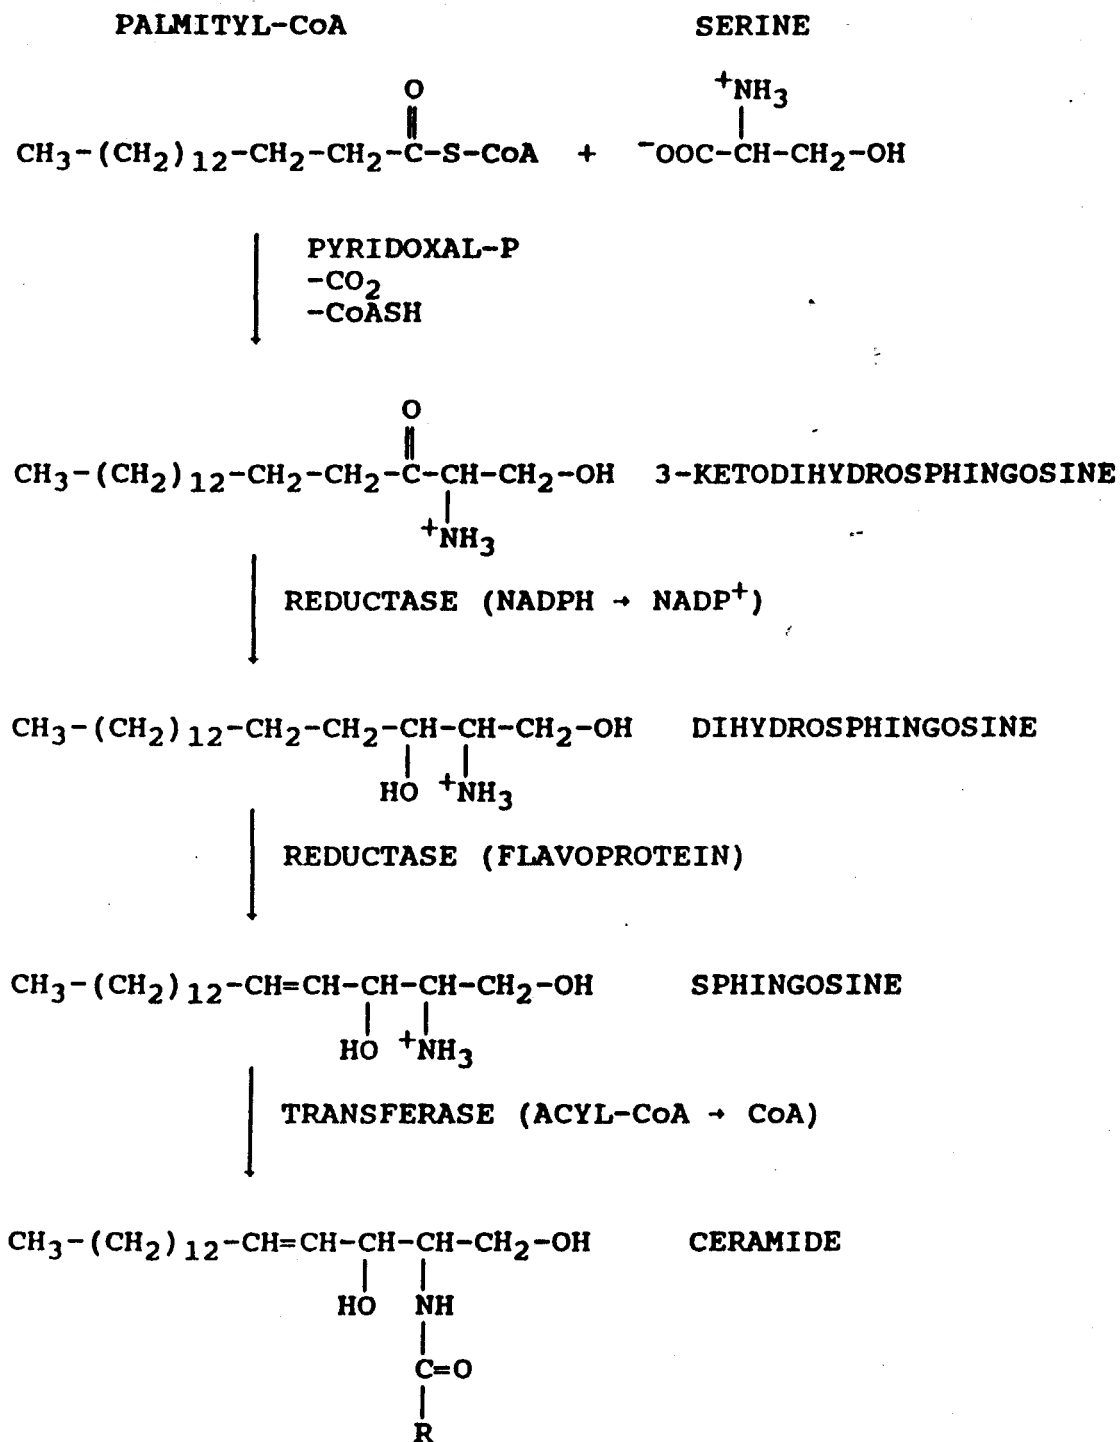 PALMITYL-CoA SERINE
O +NH3
CH3-(CH2)12-CH2-CH2-C-S-CoA + -OOC-CH-CH2-OH
PYRIDOXAL-P
-CO2
-CoASH
O
CH3-(CH2)12-CH2-CH2-C-CH-CH2-OH 3-KETODIHYDROSPHINGOSINE
+NH3
REDUCTASE (NADPH → NADP+)
CH3-(CH2)12-CH2-CH2-CH-CH-CH2-OH DIHYDROSPHINGOSINE
HO +NH3
REDUCTASE (FLAVOPROTEIN)
CH3-(CH2)12-CH=CH-CH-CH-CH2-OH SPHINGOSINE
HO +NH3
TRANSFERASE (ACYL-CoA → CoA)
CH3-(CH2)12-CH=CH-CH-CH-CH2-OH CERAMIDE
HO NH
C=O
R